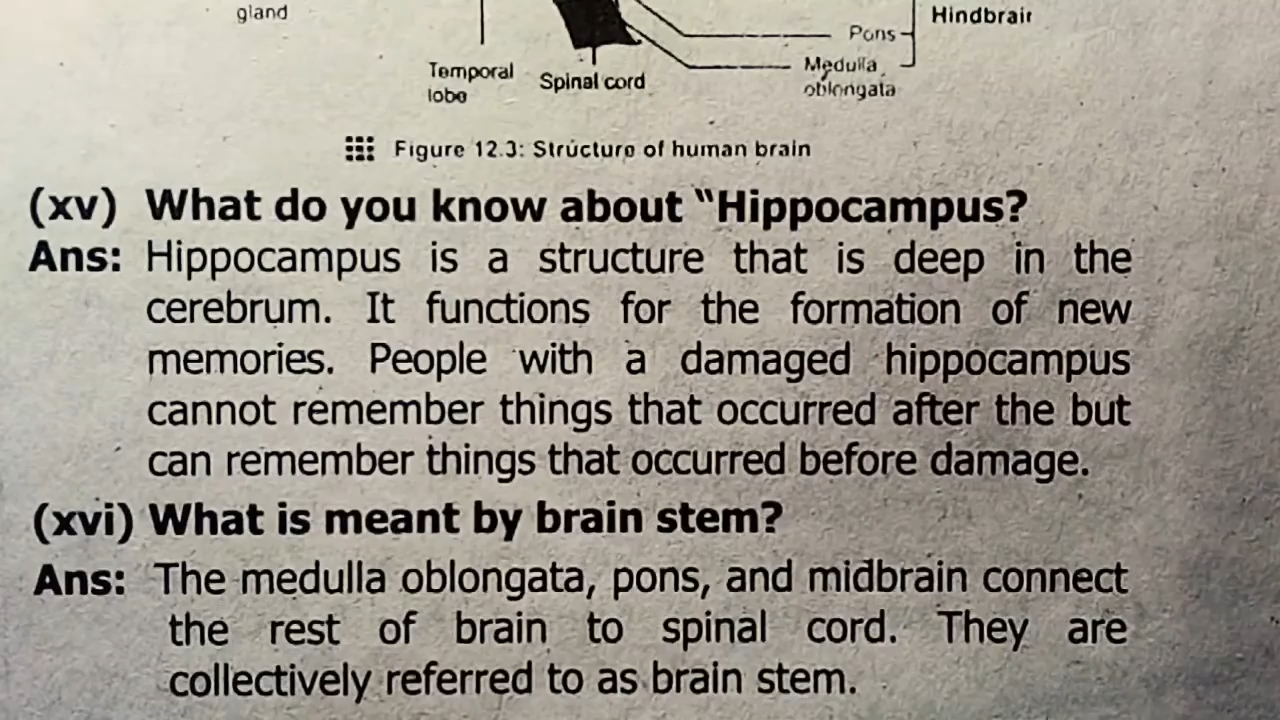 gland
Temporal
lobe
Spinal cord
Pons
Medulla
oblongata
Hindbrain
Figure 12.3: Structure of human brain
(xv) What do you know about “Hippocampus?
Ans: Hippocampus is a structure that is deep in the
cerebrum. It functions for the formation of new
memories. People with a damaged hippocampus
cannot remember things that occurred after the but
can remember things that occurred before damage.
(xvi) What is meant by brain stem?
Ans: The medulla oblongata, pons, and midbrain connect
the rest of brain to spinal cord. They are
collectively referred to as brain stem.